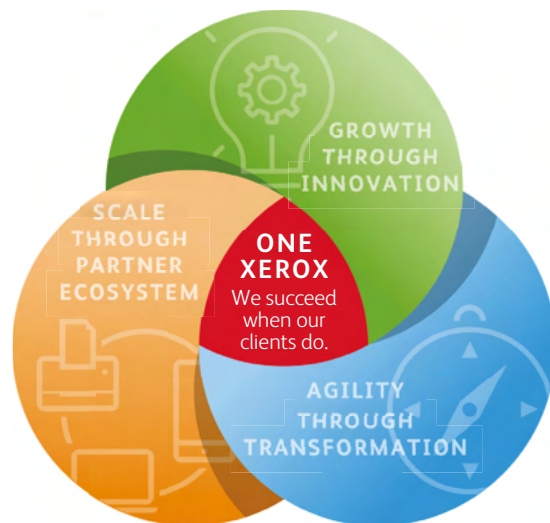 GROWTH
THROUGH
INNOVATION
SCALE
THROUGH
PARTNER
ECOSYSTEM
ONE
XEROX
We succeed
when our
clients do.
AGILITY
THROUGH
TRANSFORMATION